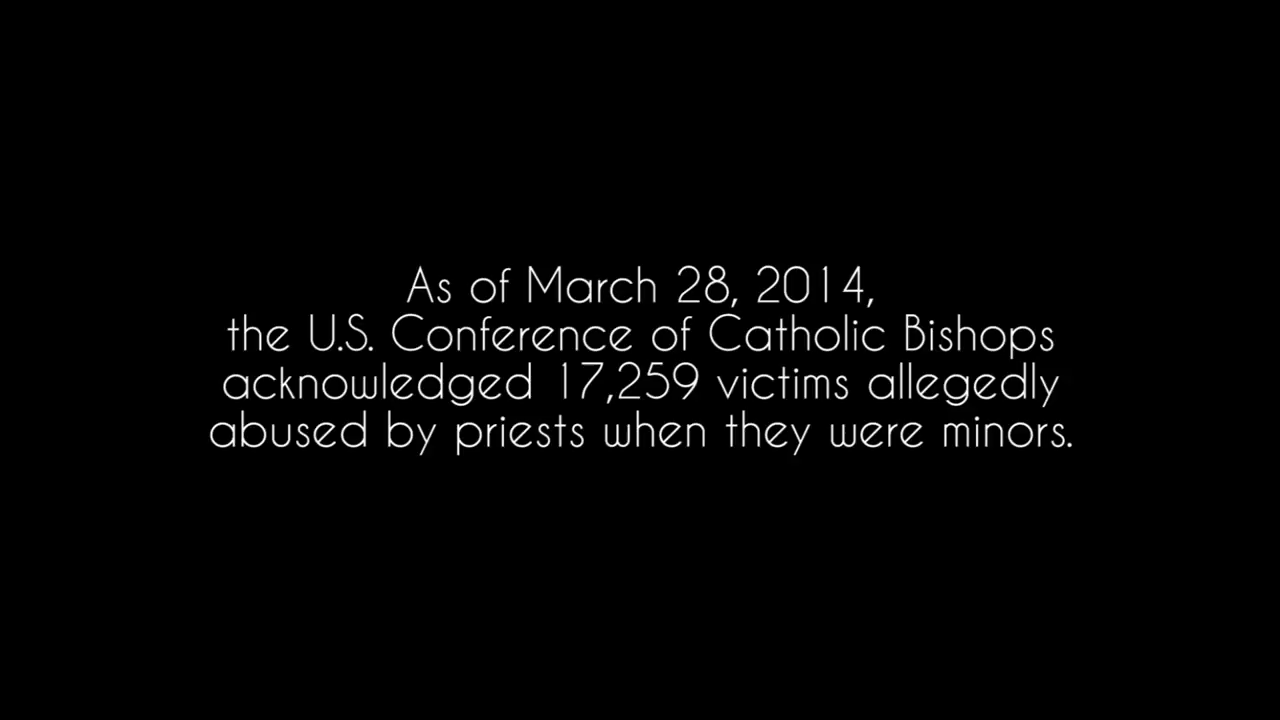 As of March 28, 2014,
the U.S. Conference of Catholic Bishops
acknowledged 17,259 victims allegedly
abused by priests when they were minors.